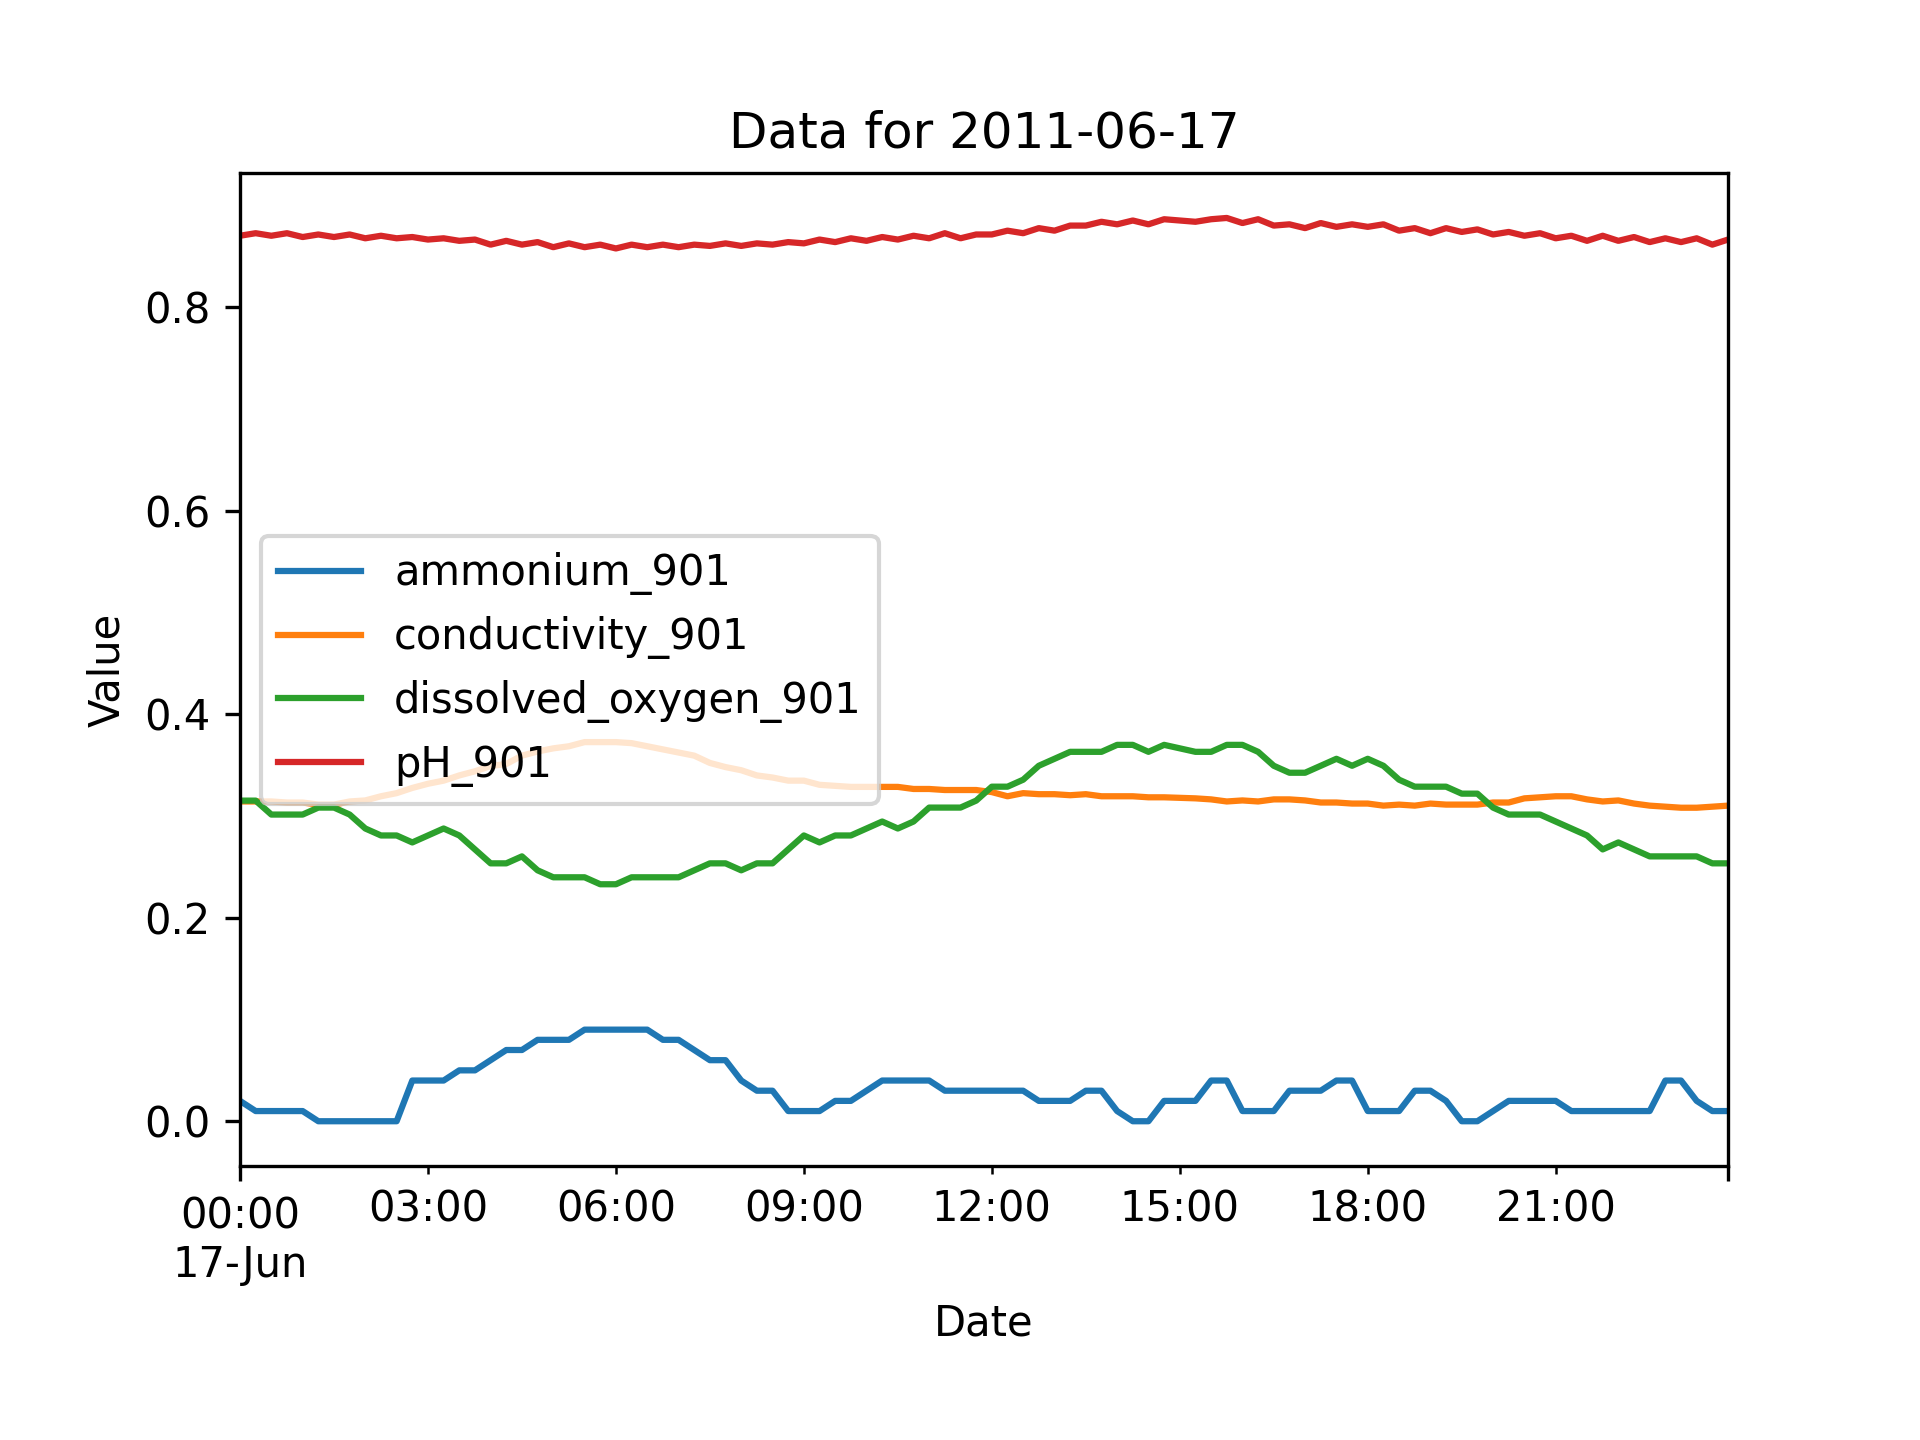 Data for 2011-06-17
Value
0.8
0.6
0.4
0.2
0.0
ammonium_901
conductivity_901
dissolved_oxygen_901
pH_901
00:00
17-Jun
03:00
06:00
09:00
12:00
15:00
18:00
21:00
Date